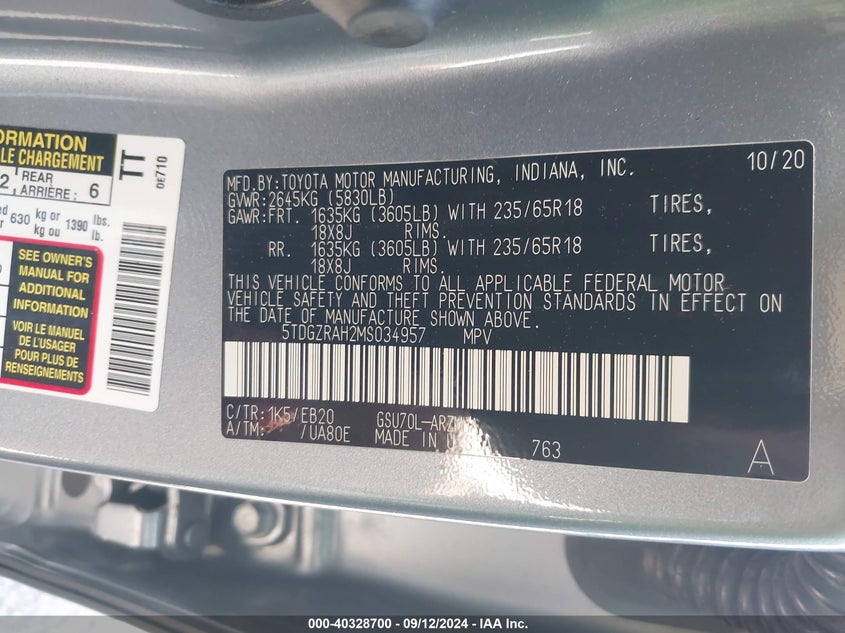 ORMATION
LE CHARGEMENT
2 REAR
ARRIÈRE: 6
630 kg or 1390 lbs.
kg ou lb.
TT
0E710
SEE OWNER'S
MANUAL FOR
ADDITIONAL
INFORMATION
VOIR LE MANUEL
DE L'USAGER
POUR PLUS DE
RENSEIGNEMENTS
MFD.BY:TOYOTA MOTOR MANUFACTURING, INDIANA, INC. 10/20
GVWR:2645KG (5830LB)
GAWR:FRT. 1635KG (3605LB) WITH 235/65R18 TIRES,
18X8J RIMS.
RR. 1635KG (3605LB) WITH 235/65R18 TIRES,
18X8J RIMS.
THIS VEHICLE CONFORMS TO ALL APPLICABLE FEDERAL MOTOR
VEHICLE SAFETY AND THEFT PREVENTION STANDARDS IN EFFECT ON
THE DATE OF MANUFACTURE SHOWN ABOVE.
5TDGZRAH2MS034957 MPV
C/TR:1K5/EB20 GSU70L-ARZ
A/TM: /UA80E MADE IN
763
A
000-40328700 - 09/12/2024 - IAA Inc.